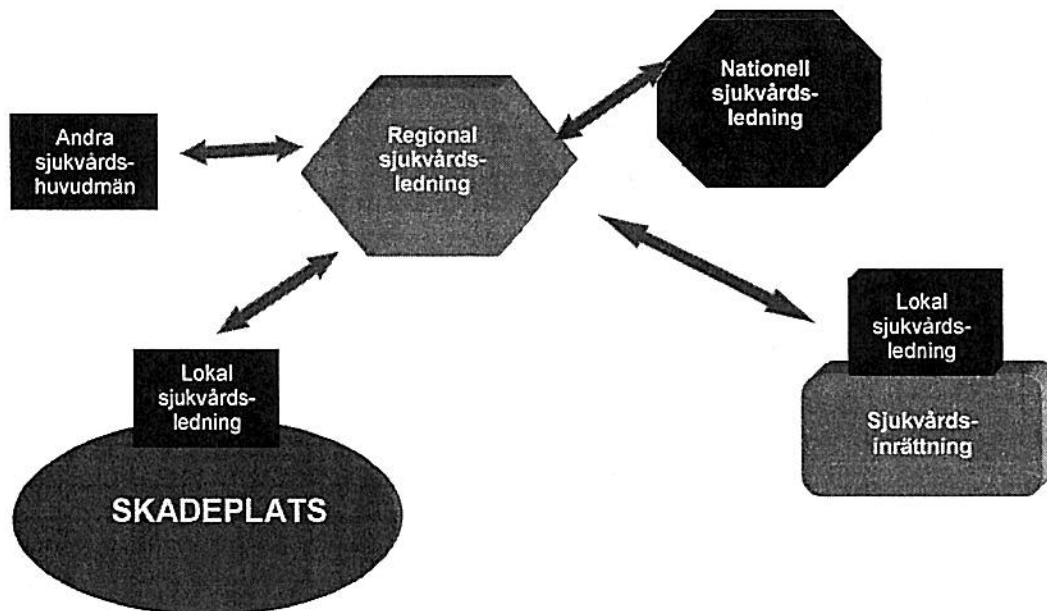 Nationell
sjukvårds-
ledning
Regional
sjukvårds-
ledning
Andra
sjukvårds-
huvudmän
Lokal
sjukvårds-
ledning
Lokal
sjukvårds-
ledning
Sjukvårds-
inrättning
SKADEPLATS